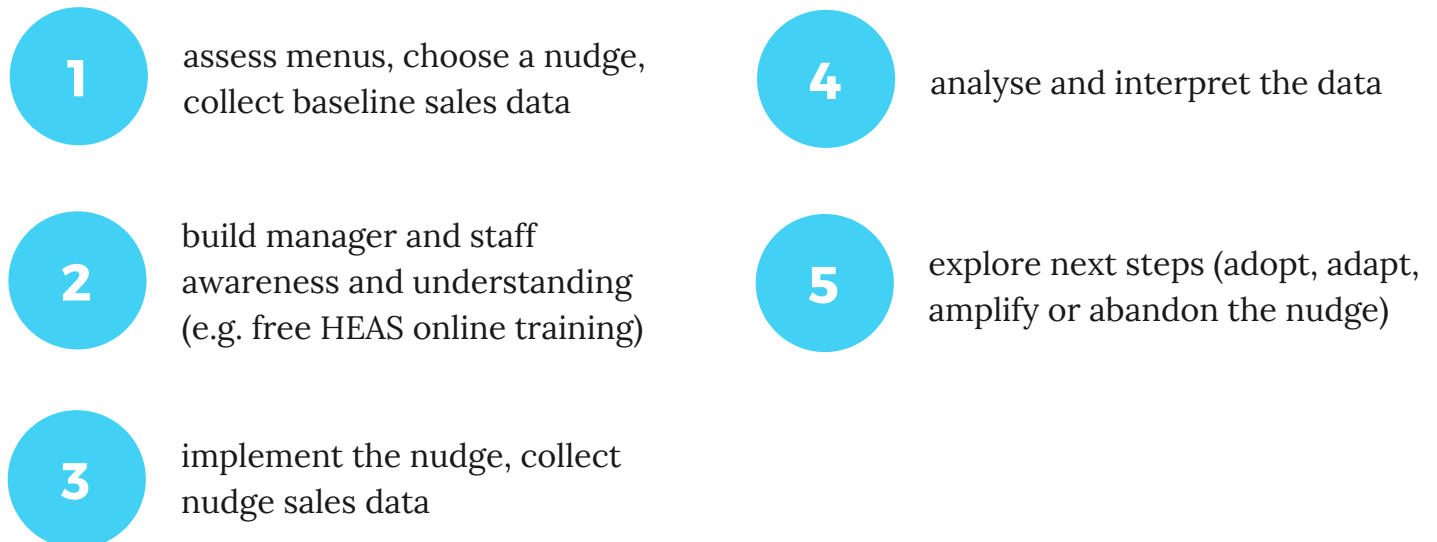 1
assess menus, choose a nudge,
collect baseline sales data
2
build manager and staff
awareness and understanding
(e.g. free HEAS online training)
3
implement the nudge, collect
nudge sales data
4
analyse and interpret the data
5
explore next steps (adopt, adapt,
amplify or abandon the nudge)